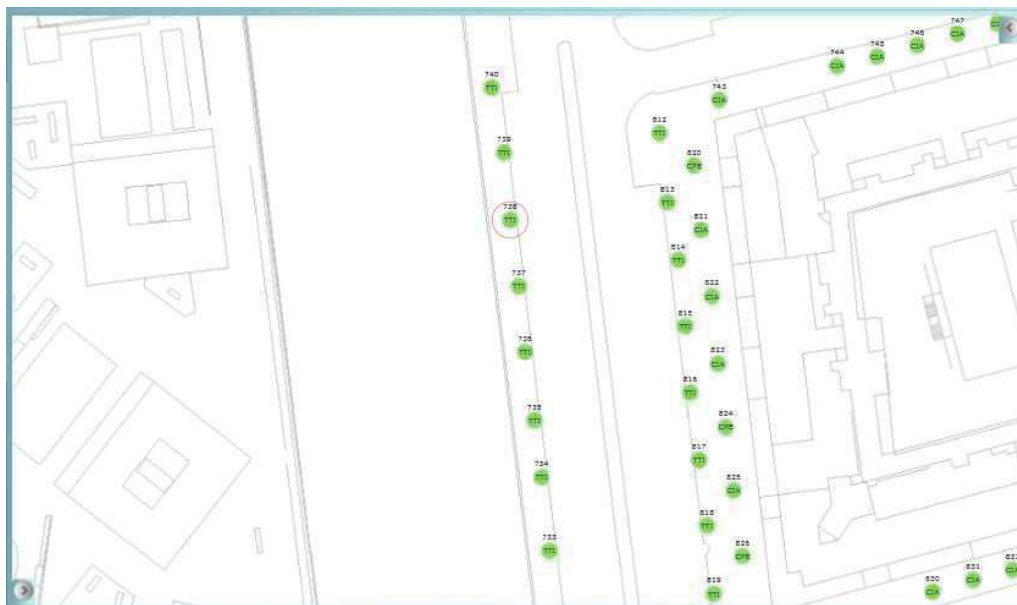 747
746
745
744
CIA
CIA
CIA
CIA
740
TTI
743
CIA
812
TTI
739
TTI
820
CPB
813
TTI
738
TTI
821
CIA
814
TTI
737
TTI
822
CIA
815
TTI
736
TTI
823
CIA
816
TTI
735
TTI
824
CPB
817
TTI
734
TTI
825
CIA
818
TTI
733
TTI
826
CPB
819
TTI
830
CIA
831
CIA